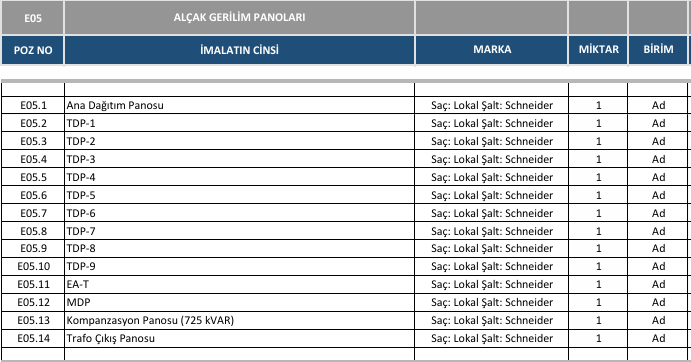 E05 ALÇAK GERİLİM PANOLARI
POZ NO İMALATIN CİNSİ MARKA MİKTAR BİRİM
E05.1 Ana Dağıtım Panosu Saç: Lokal Şalt: Schneider 1 Ad
E05.2 TDP-1 Saç: Lokal Şalt: Schneider 1 Ad
E05.3 TDP-2 Saç: Lokal Şalt: Schneider 1 Ad
E05.4 TDP-3 Saç: Lokal Şalt: Schneider 1 Ad
E05.5 TDP-4 Saç: Lokal Şalt: Schneider 1 Ad
E05.6 TDP-5 Saç: Lokal Şalt: Schneider 1 Ad
E05.7 TDP-6 Saç: Lokal Şalt: Schneider 1 Ad
E05.8 TDP-7 Saç: Lokal Şalt: Schneider 1 Ad
E05.9 TDP-8 Saç: Lokal Şalt: Schneider 1 Ad
E05.10 TDP-9 Saç: Lokal Şalt: Schneider 1 Ad
E05.11 EA-T Saç: Lokal Şalt: Schneider 1 Ad
E05.12 MDP Saç: Lokal Şalt: Schneider 1 Ad
E05.13 Kompanzasyon Panosu (725 kVAR) Saç: Lokal Şalt: Schneider 1 Ad
E05.14 Trafo Çıkış Panosu Saç: Lokal Şalt: Schneider 1 Ad